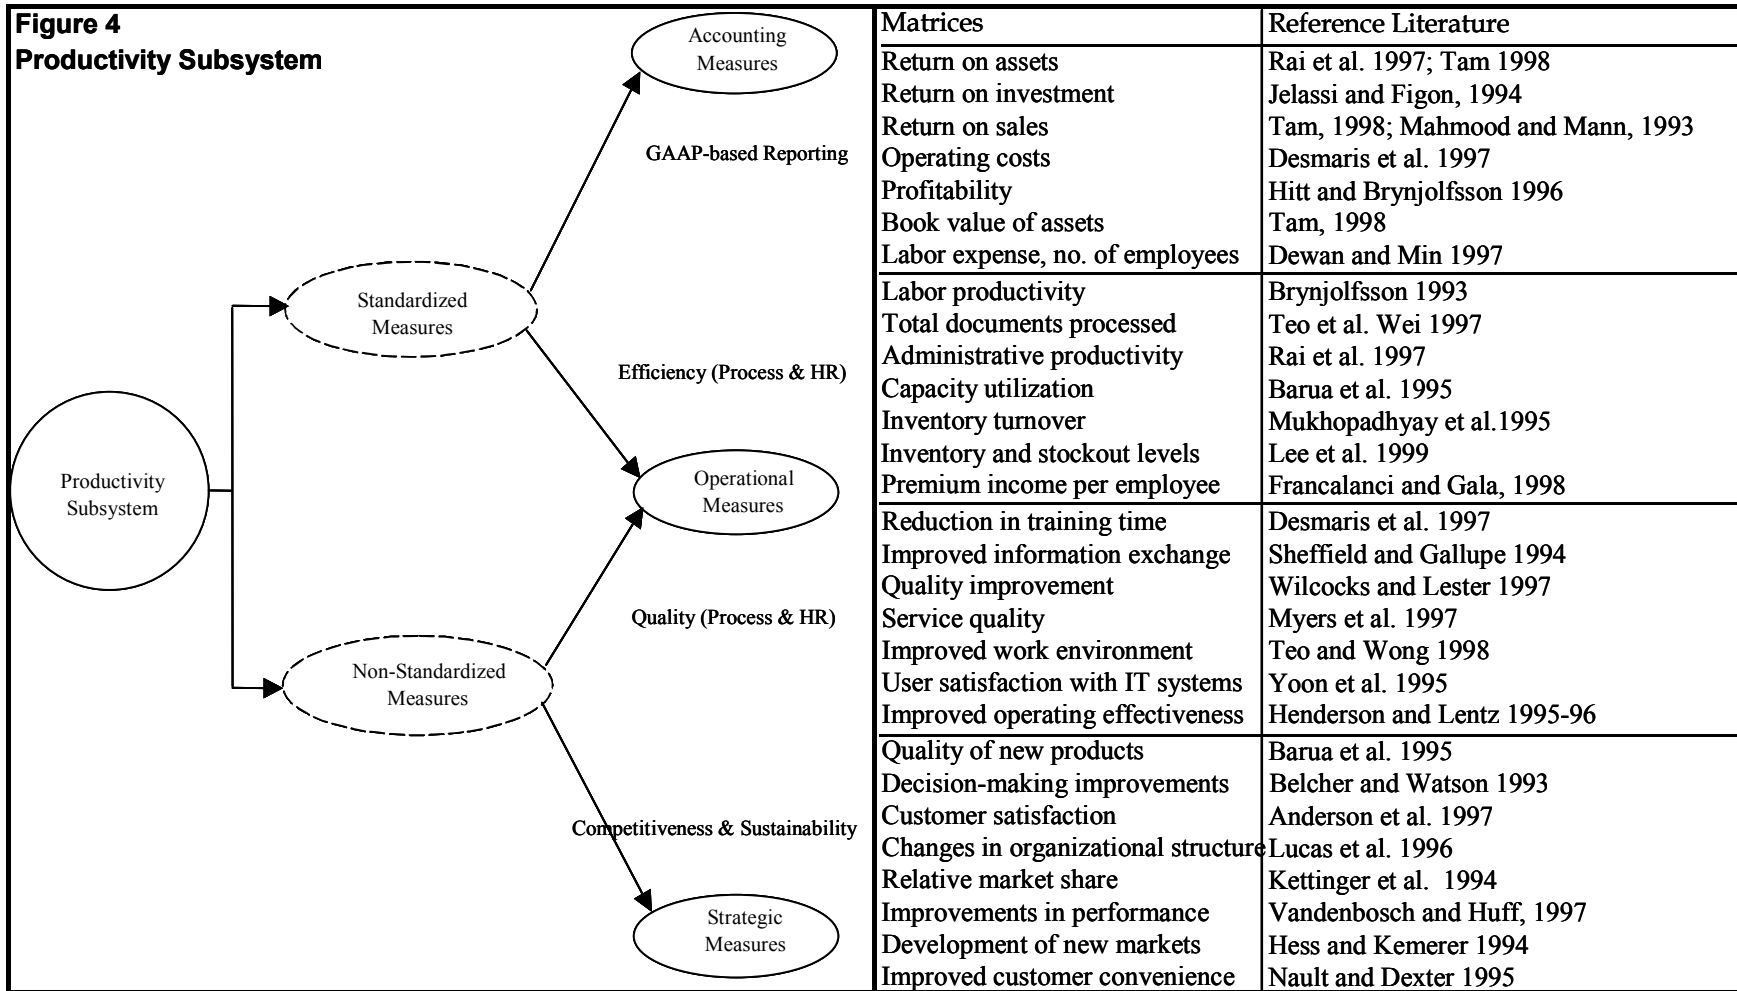 Figure 4
Productivity Subsystem
Accounting
Measures
GAAP-based Reporting
Standardized
Measures
Efficiency (Process & HR)
Productivity
Subsystem
Operational
Measures
Quality (Process & HR)
Non-Standardized
Measures
Competitiveness & Sustainability
Strategic
Measures
Matrices Reference Literature
Return on assets Rai et al. 1997; Tam 1998
Return on investment Jelassi and Figon, 1994
Return on sales Tam, 1998; Mahmood and Mann, 1993
Operating costs Desmaris et al. 1997
Profitability Hitt and Brynjolfsson 1996
Book value of assets Tam, 1998
Labor expense, no. of employees Dewan and Min 1997
Labor productivity Brynjolfsson 1993
Total documents processed Teo et al. Wei 1997
Administrative productivity Rai et al. 1997
Capacity utilization Barua et al. 1995
Inventory turnover Mukhopadhyay et al.1995
Inventory and stockout levels Lee et al. 1999
Premium income per employee Francalanci and Gala, 1998
Reduction in training time Desmaris et al. 1997
Improved information exchange Sheffield and Gallupe 1994
Quality improvement Wilcocks and Lester 1997
Service quality Myers et al. 1997
Improved work environment Teo and Wong 1998
User satisfaction with IT systems Yoon et al. 1995
Improved operating effectiveness Henderson and Lentz 1995-96
Quality of new products Barua et al. 1995
Decision-making improvements Belcher and Watson 1993
Customer satisfaction Anderson et al. 1997
Changes in organizational structure Lucas et al. 1996
Relative market share Kettinger et al.  1994
Improvements in performance Vandenbosch and Huff, 1997
Development of new markets Hess and Kemerer 1994
Improved customer convenience Nault and Dexter 1995